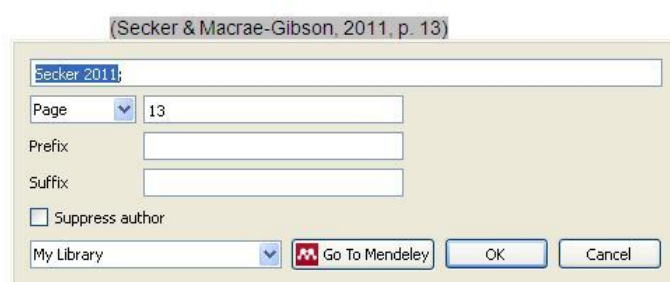 (Secker & Macrae-Gibson, 2011, p. 13)
Secker 2011;
Page 13
Prefix
Suffix
Suppress author
My Library Go To Mendeley OK Cancel